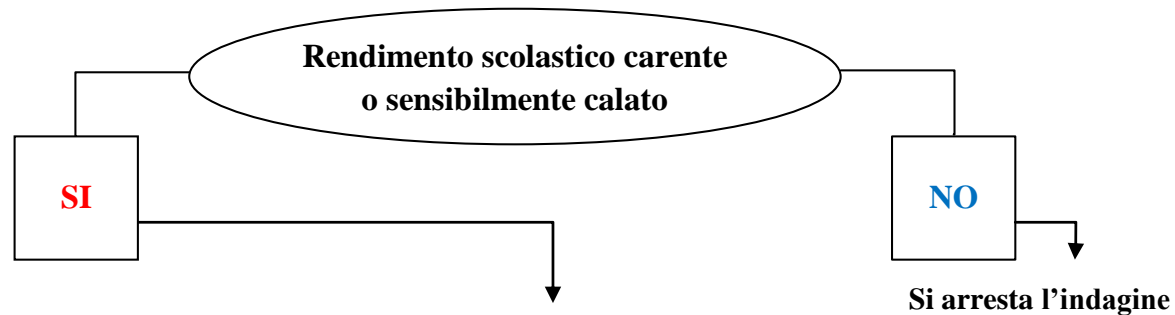 Rendimento scolastico carente
o sensibilmente calato
SI
NO
Si arresta l’indagine